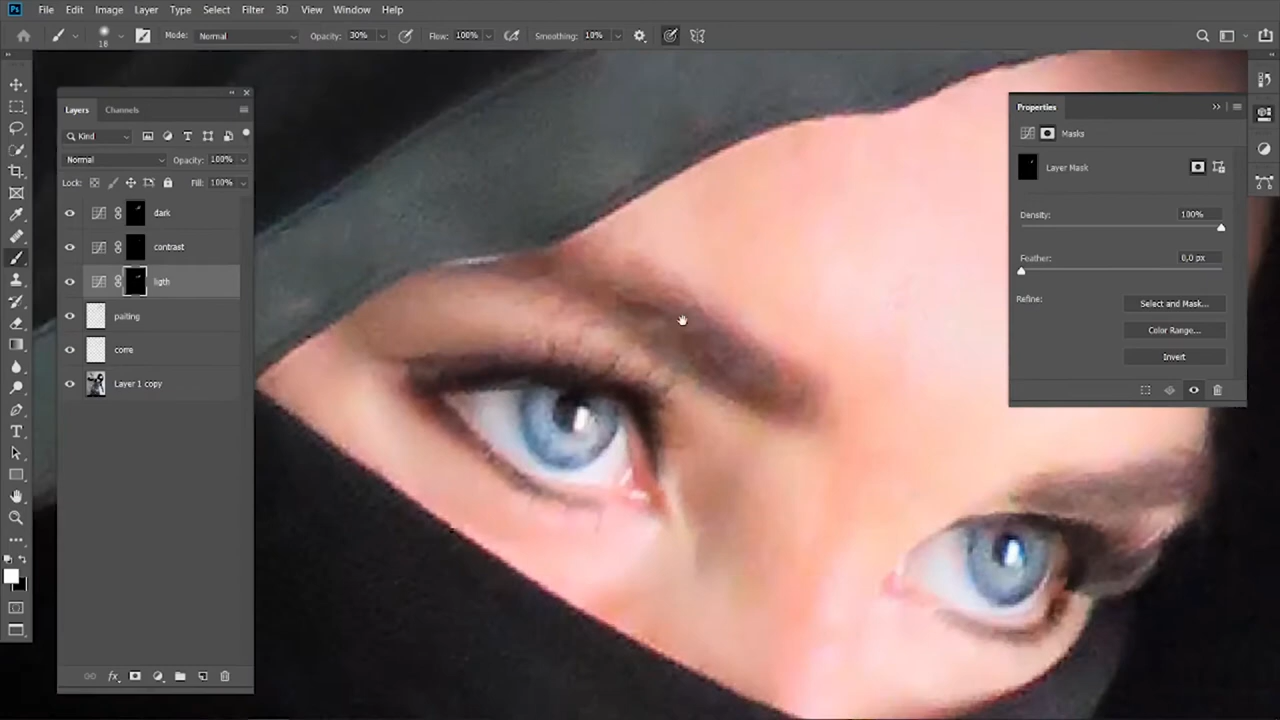 Ps File Edit Image Layer Type Select Filter 3D View Window Help
18 Mode: Normal Opacity: 30% Flow: 100% Smoothing: 10%
Layers Channels
Kind
Normal Opacity: 100%
Lock: Fill: 100%
dark
contrast
ligth
paiting
corre
Layer 1 copy
fx
Properties
Masks
Layer Mask
Density: 100%
Feather: 0,0 px
Refine: Select and Mask...
Color Range...
Invert